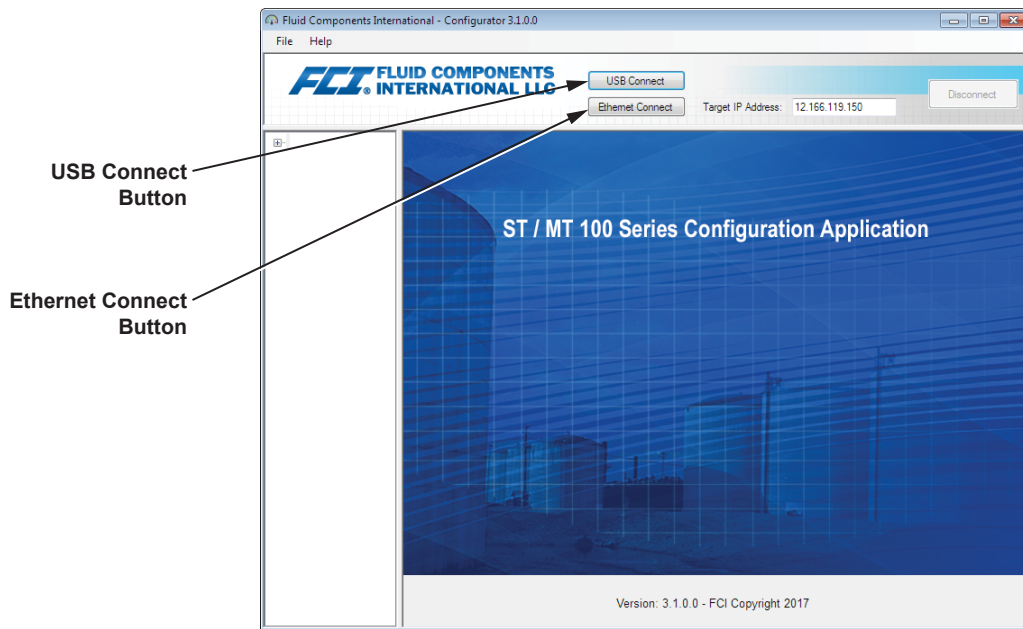 Fluid Components International - Configurator 3.1.0.0
File Help
FCI® FLUID COMPONENTS
INTERNATIONAL LLC
USB Connect
Ethernet Connect
Target IP Address: 12.166.119.150
Disconnect
USB Connect
Button
Ethernet Connect
Button
ST / MT 100 Series Configuration Application
Version: 3.1.0.0 - FCI Copyright 2017